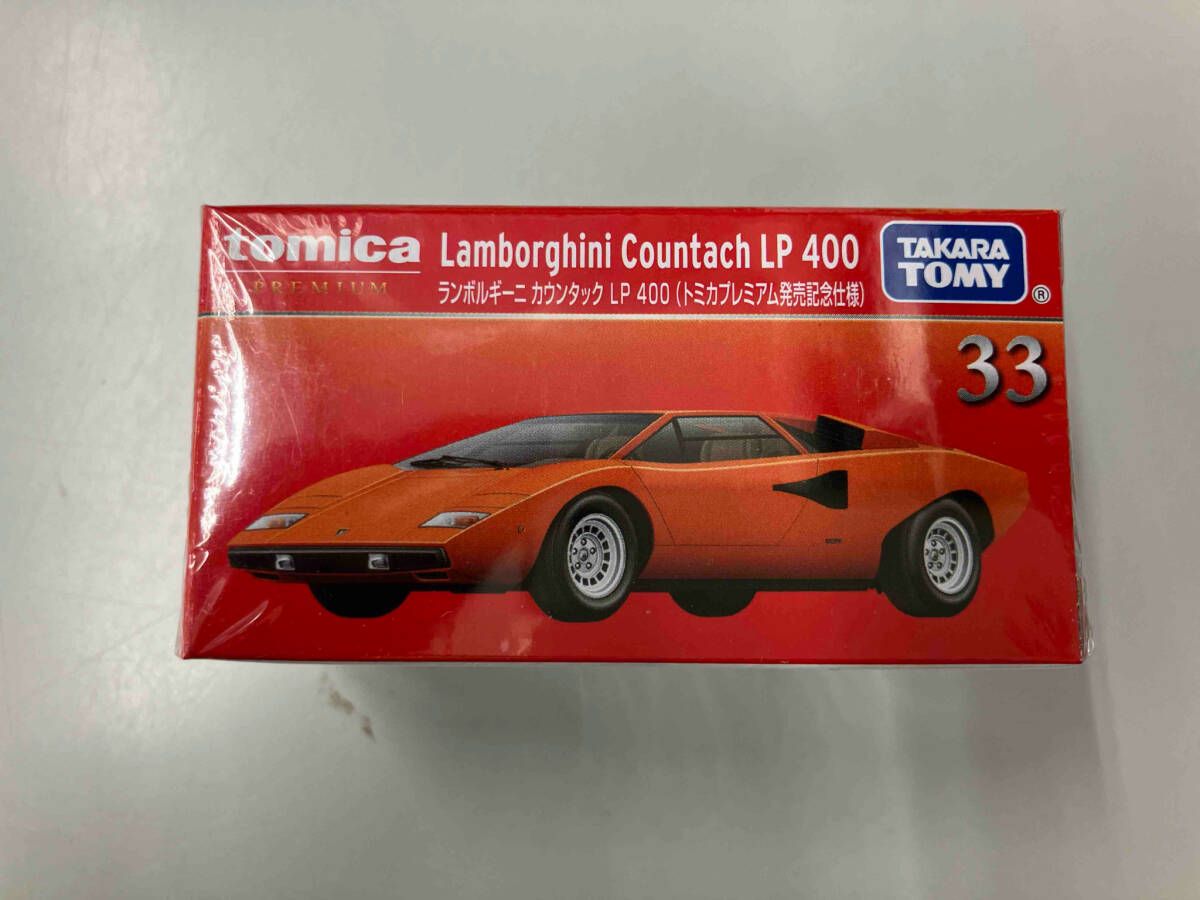 tomica
PREMIUM
Lamborghini Countach LP 400
ランボルギーニ カウンタック LP 400 (トミカプレミアム発売記念仕様)
TAKARA
TOMY
®
33